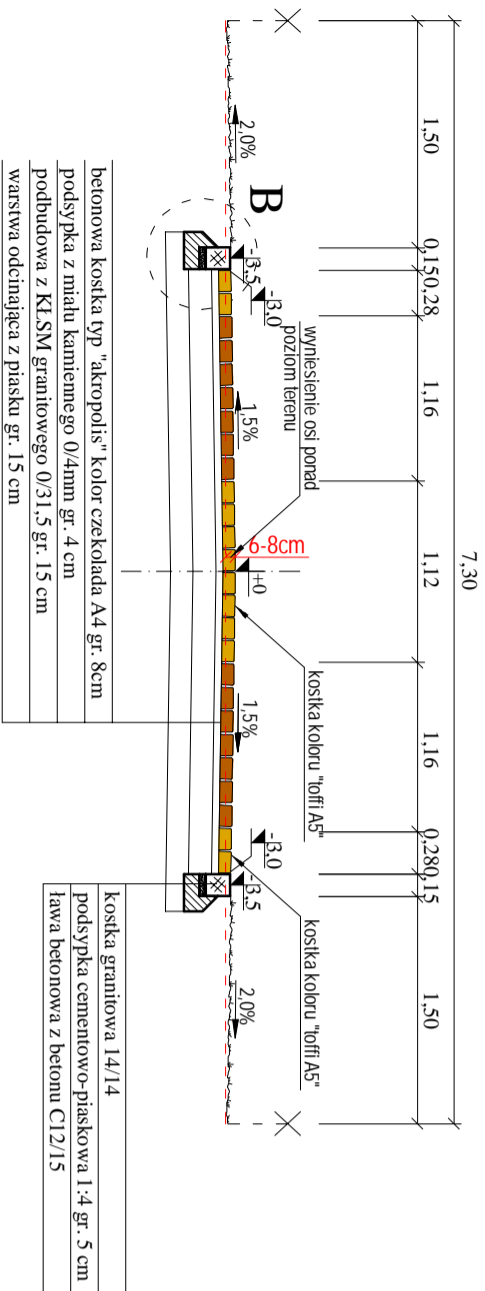 7,30
1,50
0,15
0,28
1,16
1,12
1,16
0,28
0,15
1,50
B
2,0%
-3,5
-3,0
1,5%
wyniesienie osi ponad
poziom terenu
6-8cm
+0
kostka koloru "toffi A5"
1,5%
-3,0
-3,5
kostka koloru "toffi A5"
2,0%
betonowa kostka typ "akropolis" kolor czekolada A4 gr. 8cm
podsypka z miału kamiennego 0/4mm gr. 4 cm
podbudowa z KŁSM granitowego 0/31,5 gr. 15 cm
warstwa odcinająca z piasku gr. 15 cm
kostka granitowa 14/14
podsypka cementowo-piaskowa 1:4 gr. 5 cm
ława betonowa z betonu C12/15